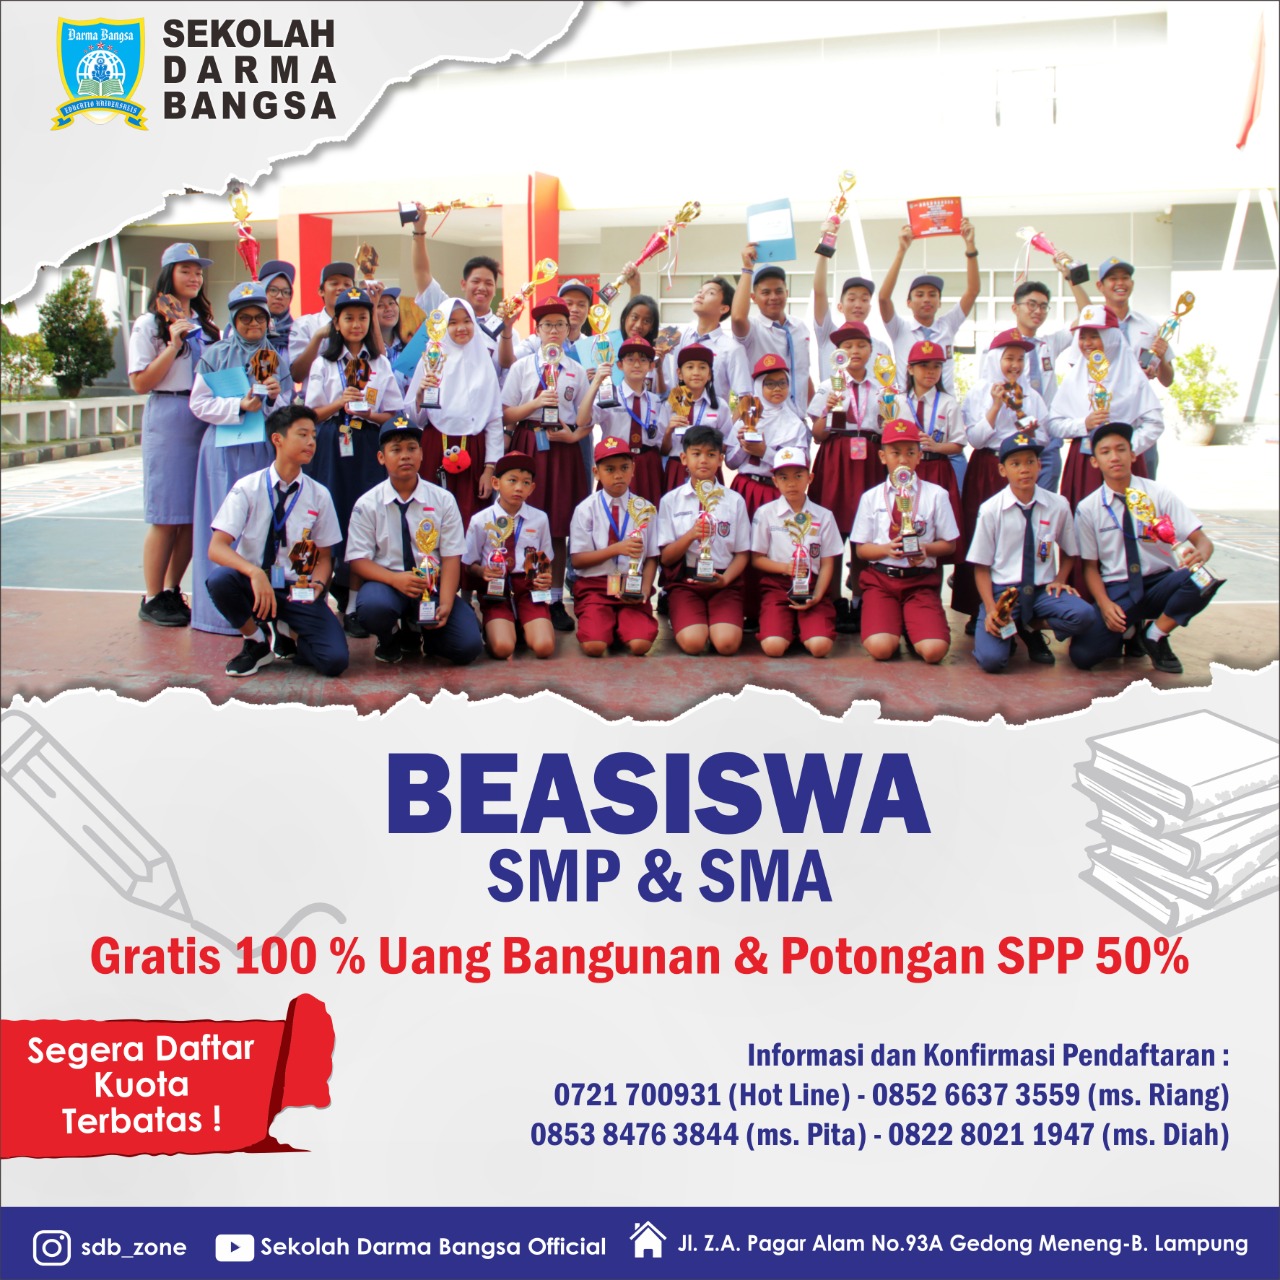 Darma Bangsa
EDUCATIO UNIVERSALIS
SEKOLAH
DARMA
BANGSA
BEASISWA
SMP & SMA
Gratis 100 % Uang Bangunan & Potongan SPP 50%
Segera Daftar
Kuota
Terbatas !
Informasi dan Konfirmasi Pendaftaran :
0721 700931 (Hot Line) - 0852 6637 3559 (ms. Riang)
0853 8476 3844 (ms. Pita) - 0822 8021 1947 (ms. Diah)
sdb_zone
Sekolah Darma Bangsa Official
Jl. Z.A. Pagar Alam No.93A Gedong Meneng-B. Lampung